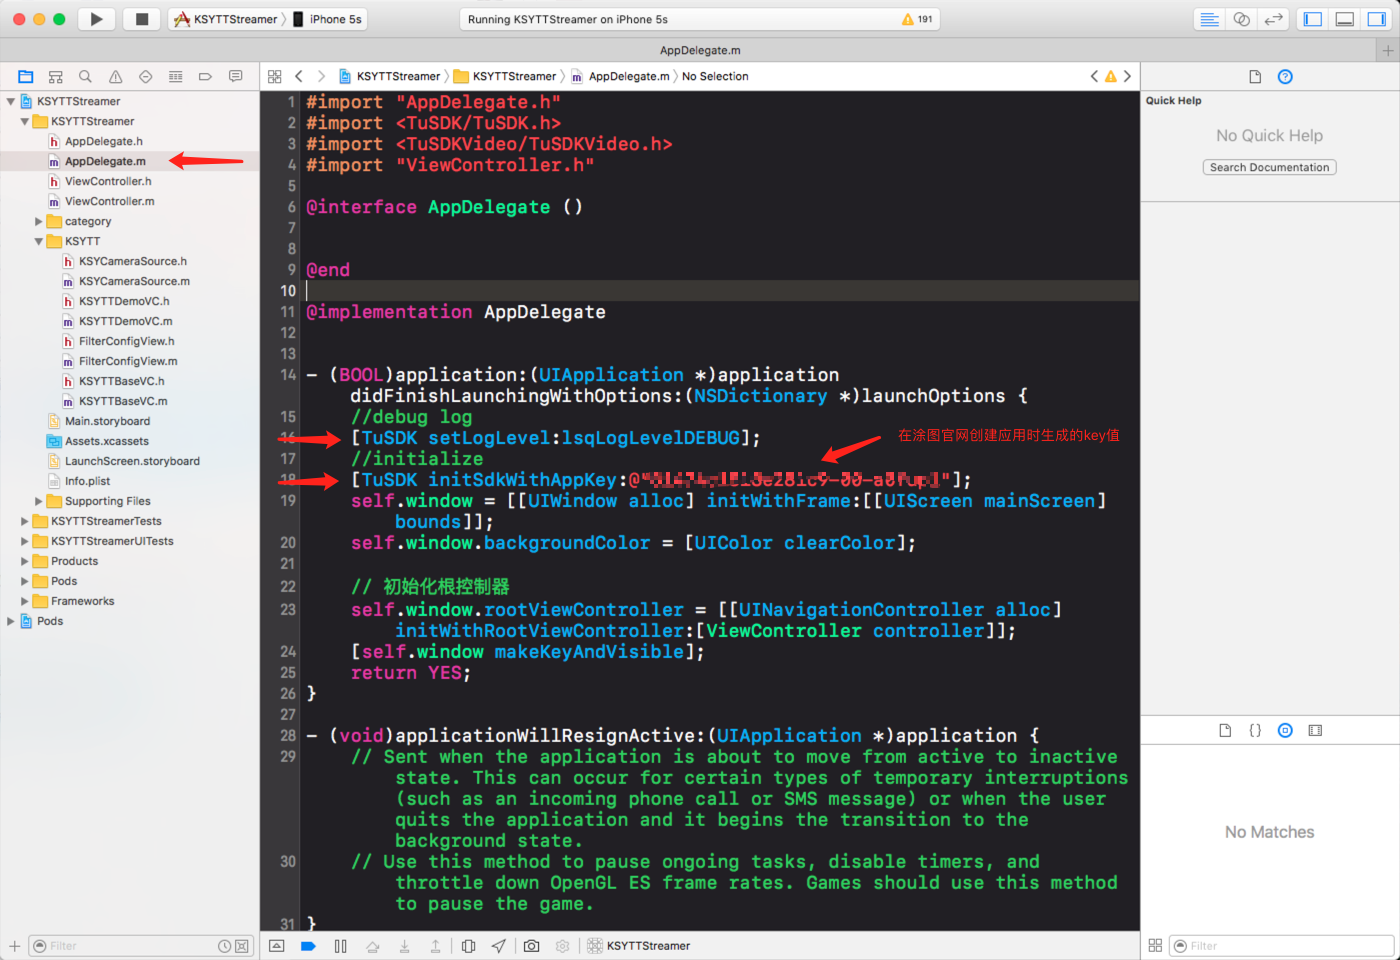 KSYTTStreamer
iPhone 5s
Running KSYTTStreamer on iPhone 5s
191
AppDelegate.m
KSYTTStreamer
KSYTTStreamer
AppDelegate.m
No Selection
Quick Help
No Quick Help
Search Documentation
KSYTTStreamer
KSYTTStreamer
h AppDelegate.h
m AppDelegate.m
h ViewController.h
m ViewController.m
category
KSYTT
h KSYCameraSource.h
m KSYCameraSource.m
h KSYTTDemoVC.h
m KSYTTDemoVC.m
h FilterConfigView.h
m FilterConfigView.m
h KSYTTBaseVC.h
m KSYTTBaseVC.m
Main.storyboard
Assets.xcassets
LaunchScreen.storyboard
Info.plist
Supporting Files
KSYTTStreamerTests
KSYTTStreamerUITests
Products
Pods
Frameworks
Pods
Filter
1 #import "AppDelegate.h"
2 #import <TuSDK/TuSDK.h>
3 #import <TuSDKVideo/TuSDKVideo.h>
4 #import "ViewController.h"
5
6 @interface AppDelegate ()
7
8
9 @end
10
11 @implementation AppDelegate
12
13
14 - (BOOL)application:(UIApplication *)application
didFinishLaunchingWithOptions:(NSDictionary *)launchOptions {
15 //debug log
16 [TuSDK setLogLevel:lsqLogLevelDEBUG];
在涂图官网创建应用时生成的key值
17 //initialize
18 [TuSDK initSdkWithAppKey:@""];
19 self.window = [[UIWindow alloc] initWithFrame:[[UIScreen mainScreen]
bounds]];
20 self.window.backgroundColor = [UIColor clearColor];
21
22 // 初始化根控制器
23 self.window.rootViewController = [[UINavigationController alloc]
initWithRootViewController:[ViewController controller]];
24 [self.window makeKeyAndVisible];
25 return YES;
26 }
27
28 - (void)applicationWillResignActive:(UIApplication *)application {
29 // Sent when the application is about to move from active to inactive
state. This can occur for certain types of temporary interruptions
(such as an incoming phone call or SMS message) or when the user
quits the application and it begins the transition to the
background state.
30 // Use this method to pause ongoing tasks, disable timers, and
throttle down OpenGL ES frame rates. Games should use this method
to pause the game.
31 }
KSYTTStreamer
{ }
No Matches
Filter